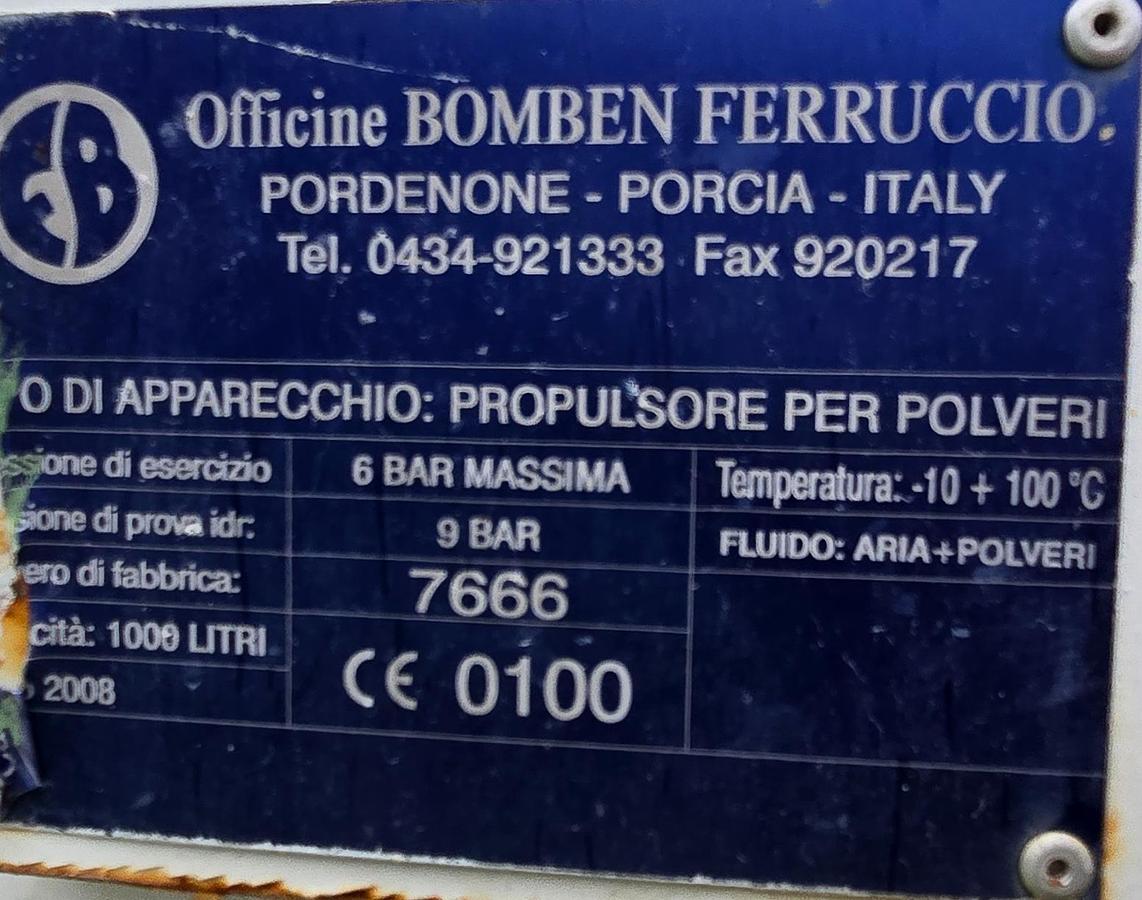 Officine BOMBEN FERRUCCIO
PORDENONE - PORCIA - ITALY
Tel. 0434-921333 Fax 920217
O DI APPARECCHIO: PROPULSORE PER POLVERI
ssione di esercizio 6 BAR MASSIMA Temperatura: -10 + 100 °C
sione di prova idr: 9 BAR FLUIDO: ARIA+POLVERI
ero di fabbrica: 7666
cità: 1000 LITRI CE 0100
o 2008